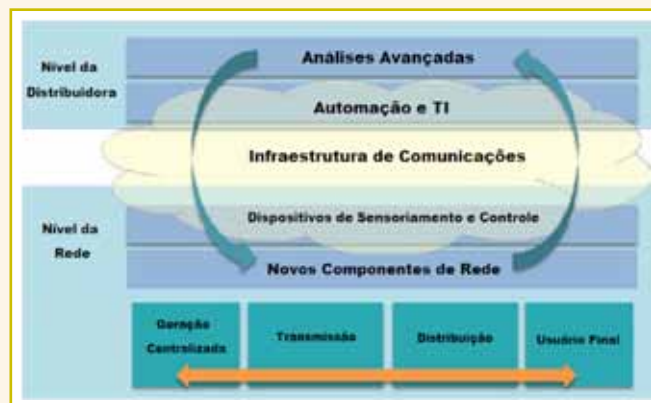 Nível da
Distribuidora
Análises Avançadas
Automação e TI
Infraestrutura de Comunicações
Nível da
Rede
Dispositivos de Sensoriamento e Controle
Novos Componentes de Rede
Geração
Centralizada
Transmissão
Distribuição
Usuário Final